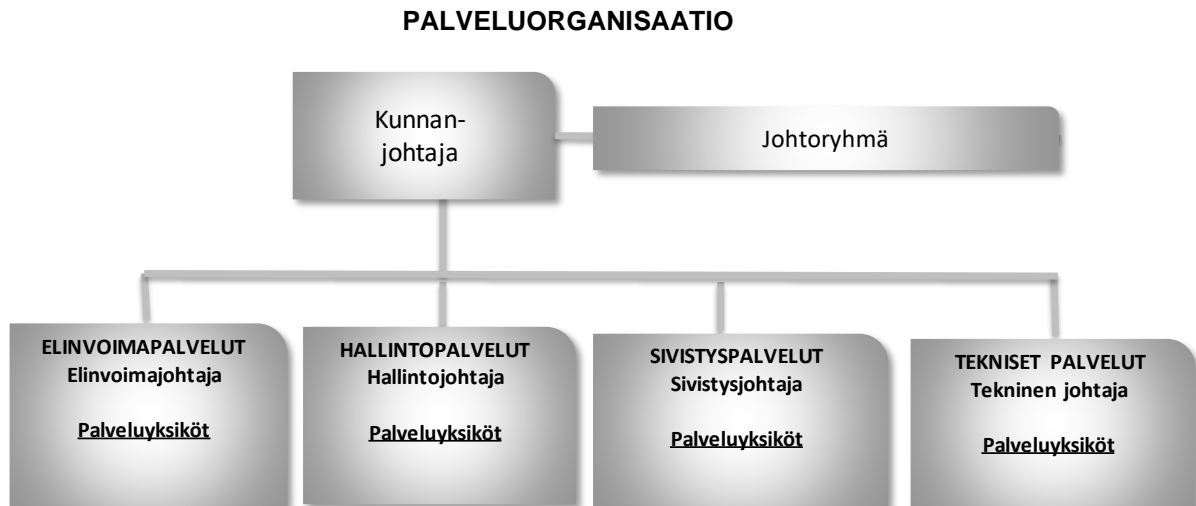 PALVELUORGANISAATIO
Kunnan-
johtaja
Johtoryhmä
ELINVOIMAPALVELUT
Elinvoimajohtaja
Palveluyksiköt
HALLINTOPALVELUT
Hallintojohtaja
Palveluyksiköt
SIVISTYSPALVELUT
Sivistysjohtaja
Palveluyksiköt
TEKNISET PALVELUT
Tekninen johtaja
Palveluyksiköt